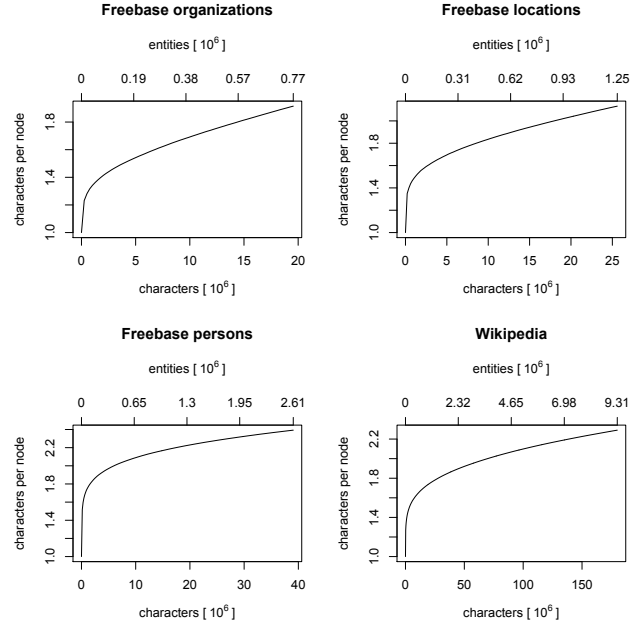 Freebase organizations
entities [ 10^6 ]
0 0.19 0.38 0.57 0.77
characters per node
1.0 1.4 1.8
0 5 10 15 20
characters [ 10^6 ]
Freebase locations
entities [ 10^6 ]
0 0.31 0.62 0.93 1.25
characters per node
1.0 1.4 1.8
0 5 10 15 20 25
characters [ 10^6 ]
Freebase persons
entities [ 10^6 ]
0 0.65 1.3 1.95 2.61
characters per node
1.0 1.4 1.8 2.2
0 10 20 30 40
characters [ 10^6 ]
Wikipedia
entities [ 10^6 ]
0 2.32 4.65 6.98 9.31
characters per node
1.0 1.4 1.8 2.2
0 50 100 150
characters [ 10^6 ]